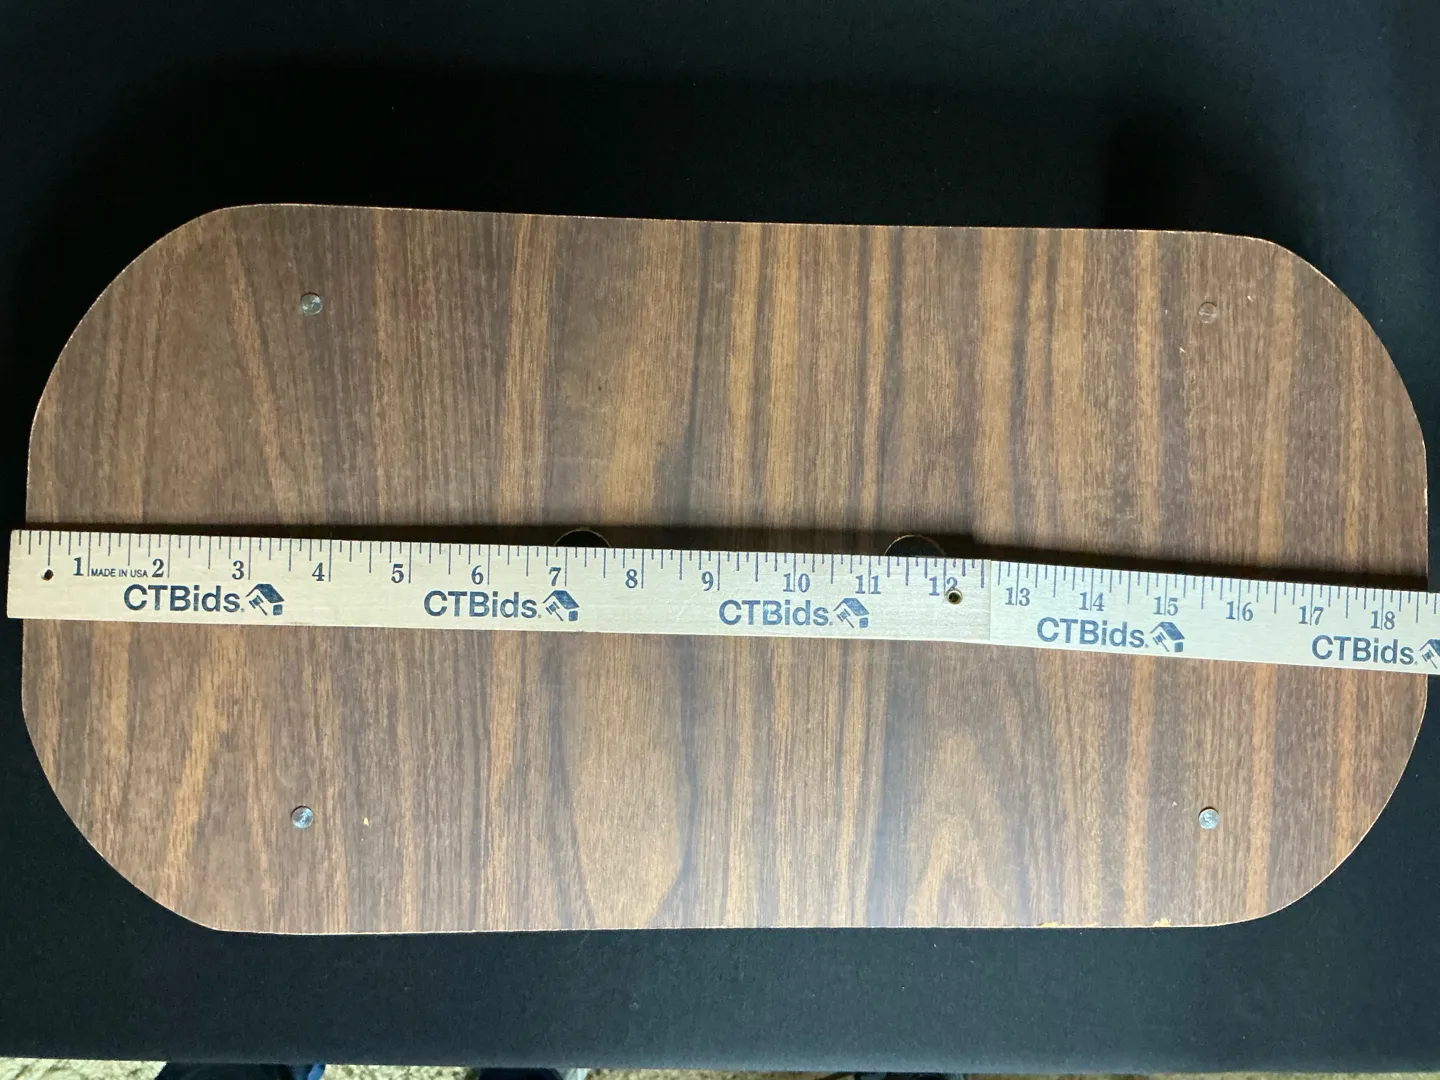 1 MADE IN USA 2 3 4 5 6 7 8 9 10 11 12 13 14 15 16 17 18
CTBids. CTBids. CTBids. CTBids. CTBids.